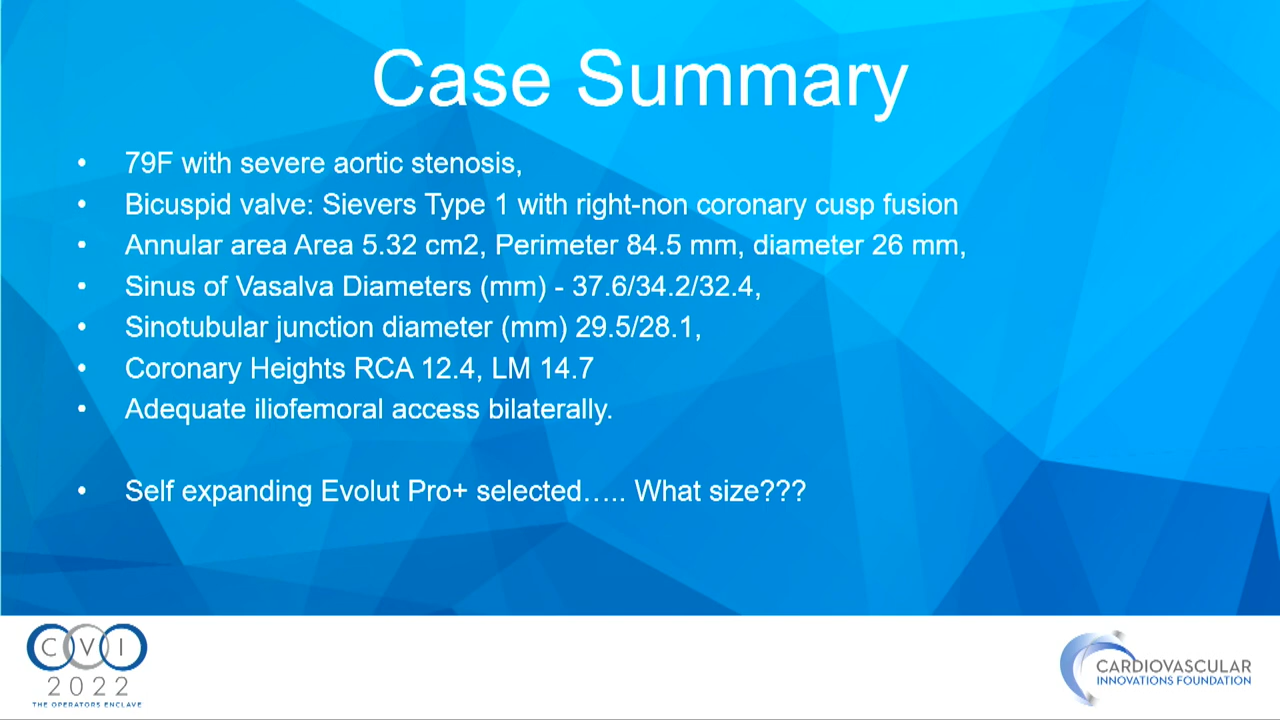 Case Summary
• 79F with severe aortic stenosis,
• Bicuspid valve: Sievers Type 1 with right-non coronary cusp fusion
• Annular area Area 5.32 cm2, Perimeter 84.5 mm, diameter 26 mm,
• Sinus of Vasalva Diameters (mm) - 37.6/34.2/32.4,
• Sinotubular junction diameter (mm) 29.5/28.1,
• Coronary Heights RCA 12.4, LM 14.7
• Adequate iliofemoral access bilaterally.
• Self expanding Evolut Pro+ selected….. What size???
CVI
2022
THE OPERATORS ENCLAVE
CARDIOVASCULAR
INNOVATIONS FOUNDATION